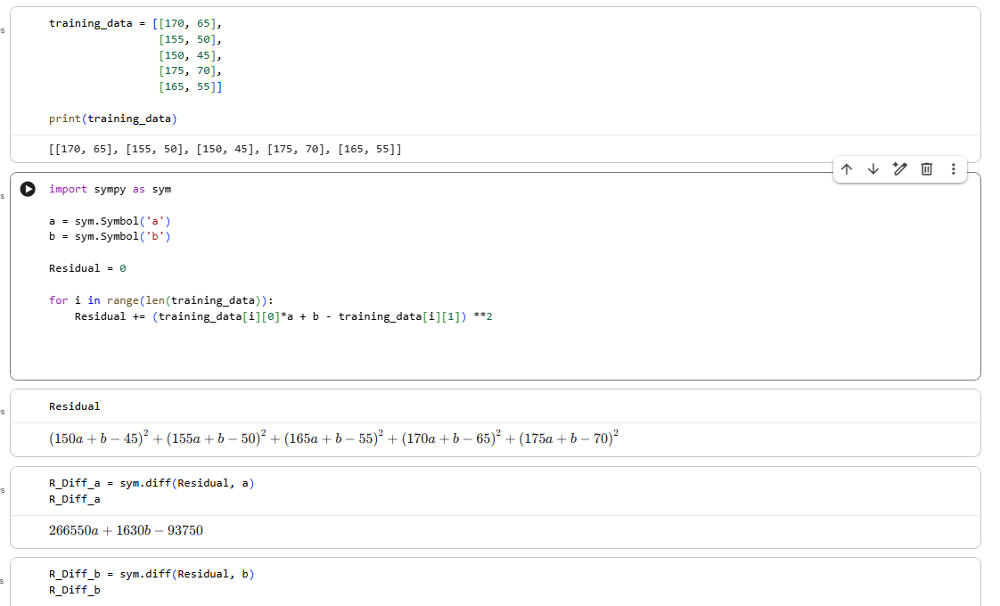 training_data = [[170, 65],
[155, 50],
[150, 45],
[175, 70],
[165, 55]]
print(training_data)
[[170, 65], [155, 50], [150, 45], [175, 70], [165, 55]]
import sympy as sym
a = sym.Symbol('a')
b = sym.Symbol('b')
Residual = 0
for i in range(len(training_data)):
Residual += (training_data[i][0]*a + b - training_data[i][1]) **2
Residual
(150a + b − 45)² + (155a + b − 50)² + (165a + b − 55)² + (170a + b − 65)² + (175a + b − 70)²
R_Diff_a = sym.diff(Residual, a)
R_Diff_a
266550a + 1630b − 93750
R_Diff_b = sym.diff(Residual, b)
R_Diff_b